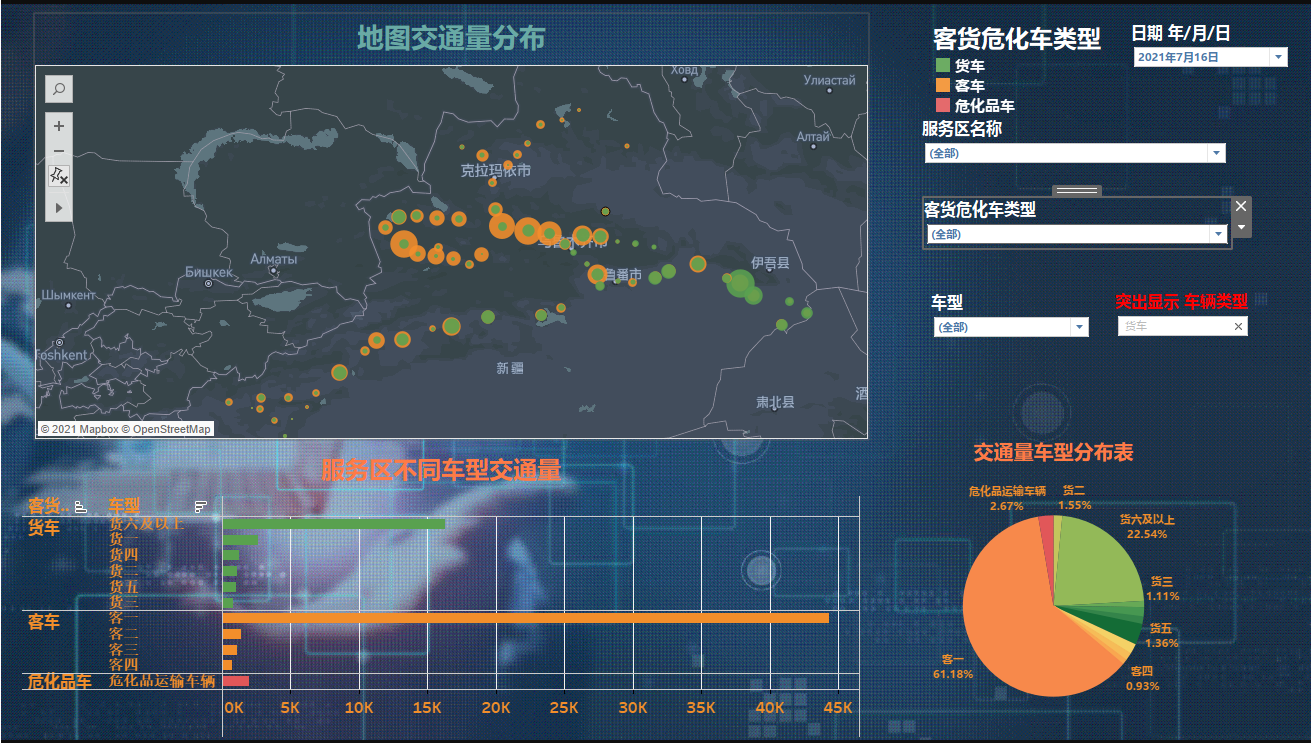 地图交通量分布
Ховд
Улиастай
Алтай
克拉玛依市
伊吾县
Алматы
Бишкек
Шымкент
Toshkent
新疆
肃北县
酒
© 2021 Mapbox © OpenStreetMap
客货危化车类型
货车
客车
危化品车
日期 年/月/日
2021年7月16日
服务区名称
(全部)
客货危化车类型
(全部)
车型
(全部)
突出显示 车辆类型
货车
服务区不同车型交通量
客货.. 车型
货车
货六及以上
货一
货四
货二
货五
货三
客车
客一
客二
客三
客四
危化品车 危化品运输车辆
0K 5K 10K 15K 20K 25K 30K 35K 40K 45K
交通量车型分布表
危化品运输车辆
2.67%
货二
1.55%
货六及以上
22.54%
货三
1.11%
货五
1.36%
客四
0.93%
客一
61.18%